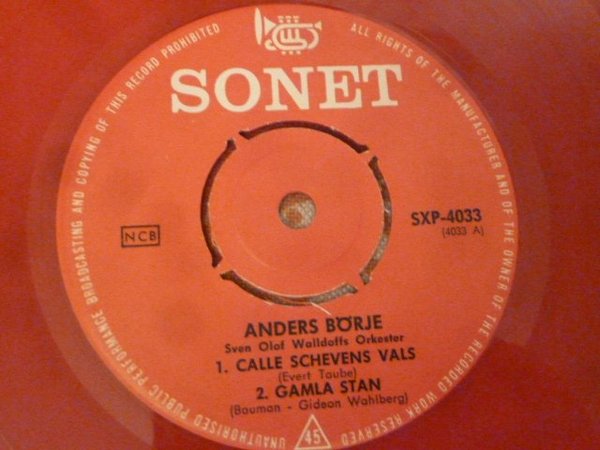 UNAUTHORISED PUBLIC PERFORMANCE BROADCASTING AND COPYING OF THIS RECORD PROHIBITED
ALL RIGHTS OF THE MANUFACTURER AND OF THE OWNER OF THE RECORDED WORK RESERVED
SONET
NCB
SXP-4033
(4033 A)
ANDERS BÖRJE
Sven Olof Walldoffs Orkester
1. CALLE SCHEVENS VALS
(Evert Taube)
2. GAMLA STAN
(Bauman - Gideon Wahlberg)
45